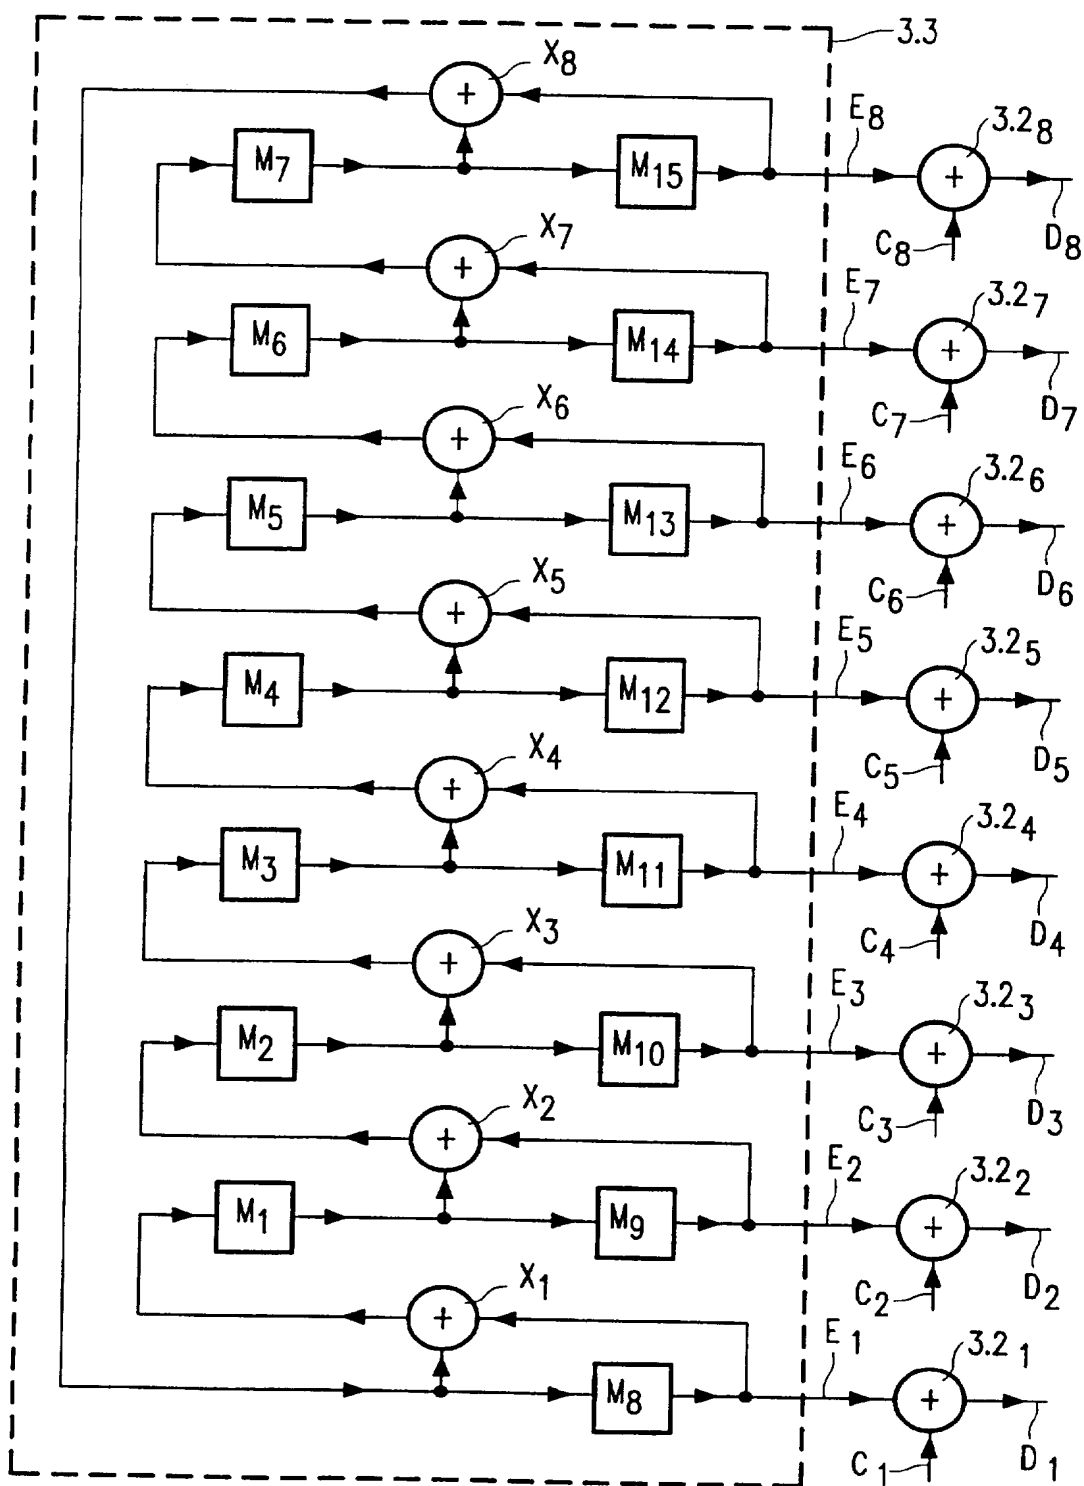 3.3
X8
E8 3.28
M7 M15
C8 D8
X7
E7 3.27
M6 M14
C7 D7
X6
E6 3.26
M5 M13
C6 D6
X5
E5 3.25
M4 M12
C5 D5
X4
E4 3.24
M3 M11
C4 D4
X3
E3 3.23
M2 M10
C3 D3
X2
E2 3.22
M1 M9
C2 D2
X1
E1 3.21
M8
C1 D1